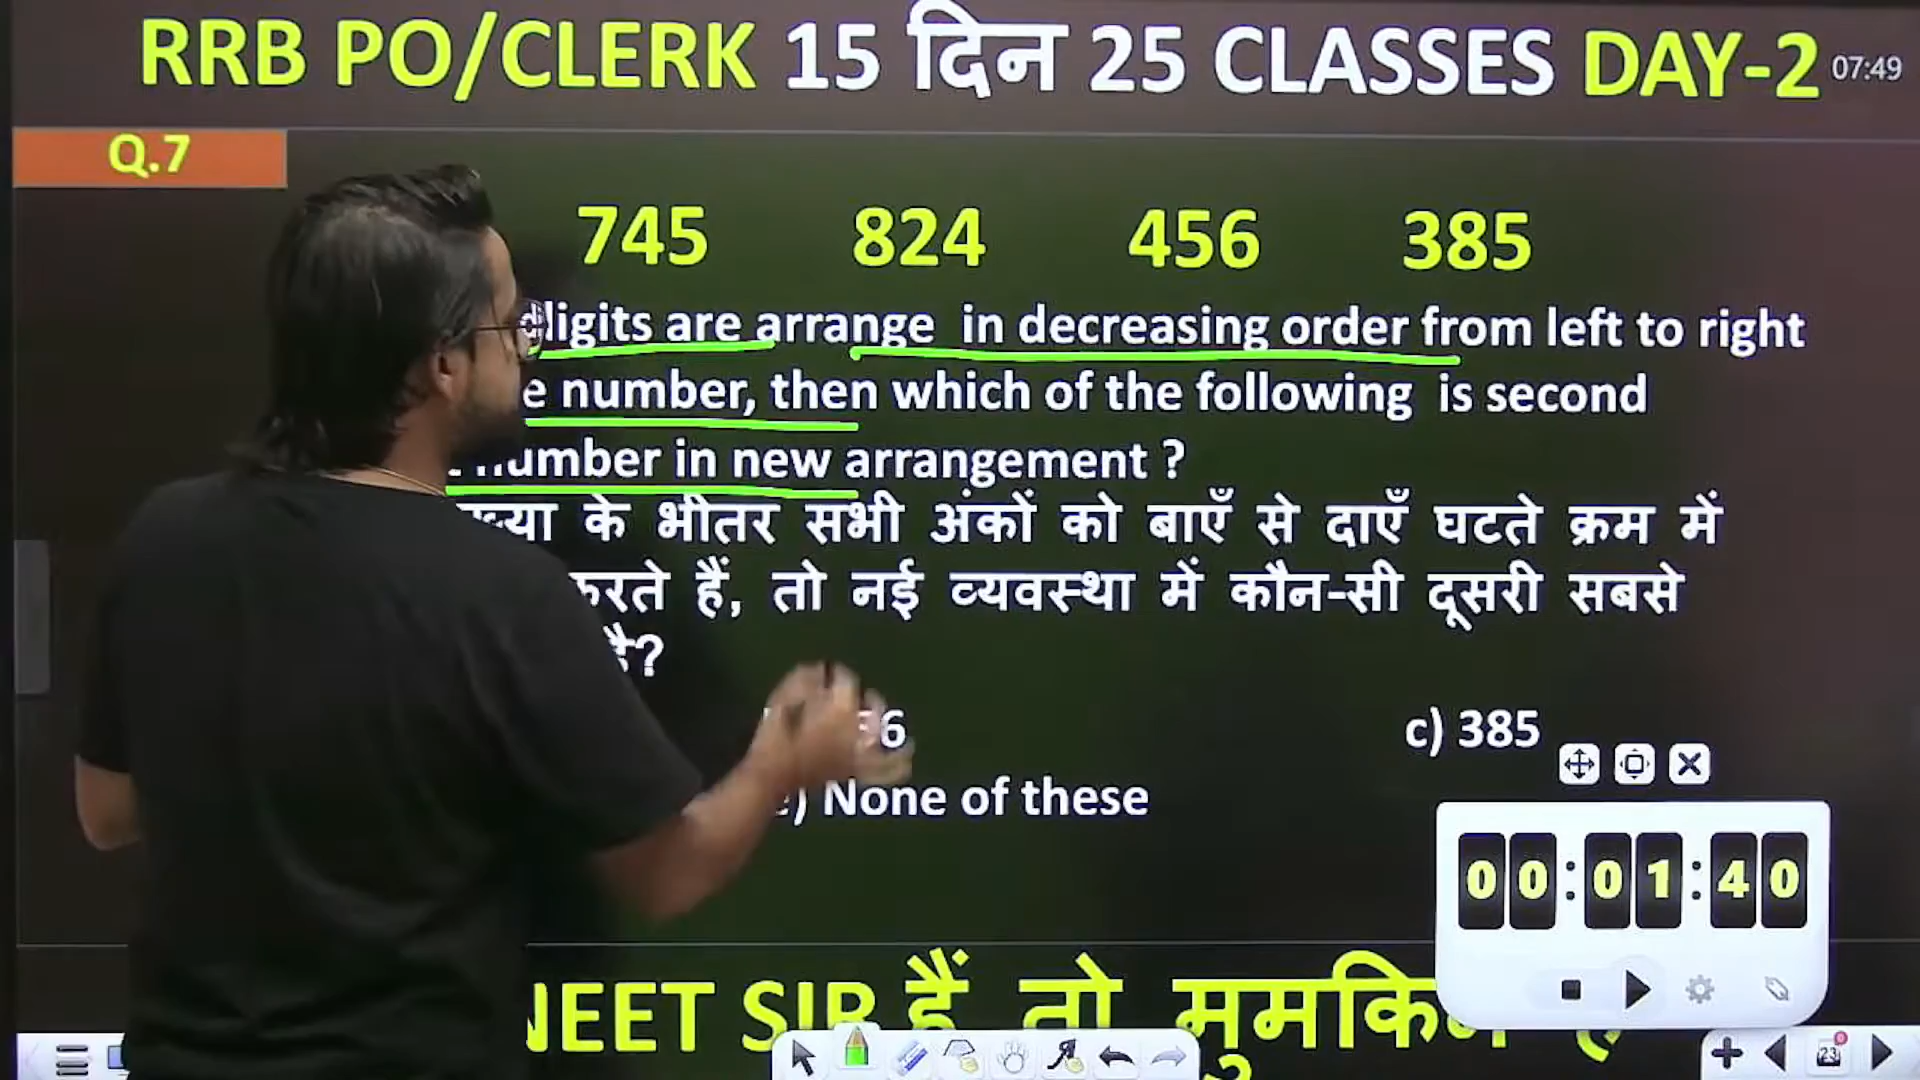 RRB PO/CLERK 15 दिन 25 CLASSES DAY-2 07:49
Q.7
745 824 456 385
digits are arrange in decreasing order from left to right
number, then which of the following is second
number in new arrangement ?
के भीतर सभी अंकों को बाएँ से दाएँ घटते क्रम में
करते हैं, तो नई व्यवस्था में कौन-सी दूसरी सबसे
है?
c) 385
e) None of these
00:01:40
SIR हैं तो
23